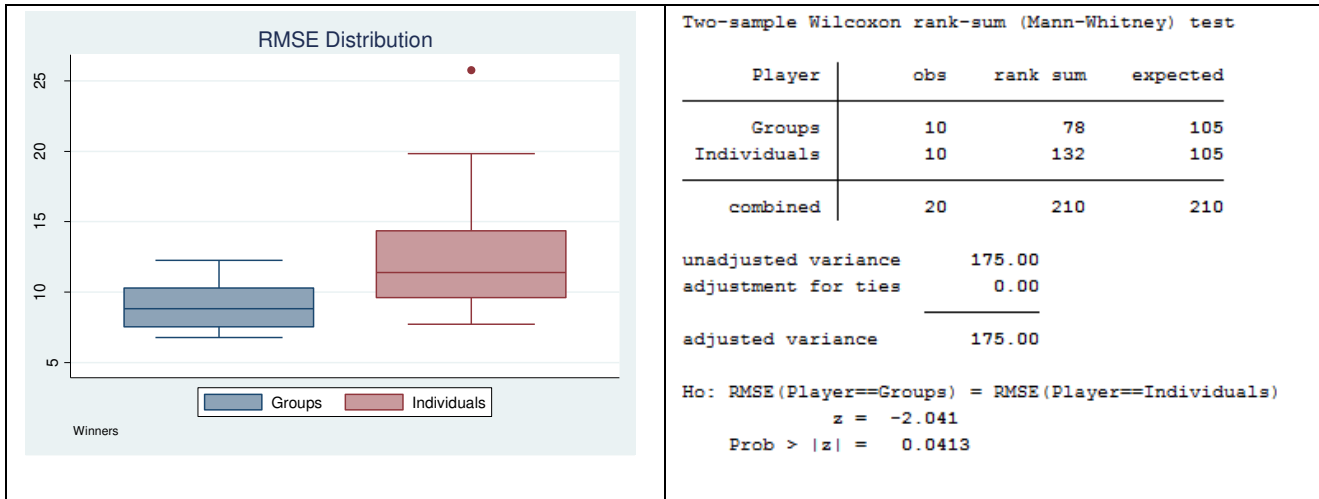 RMSE Distribution
25
20
15
10
5
Groups Individuals
Winners
Two-sample Wilcoxon rank-sum (Mann-Whitney) test
Player obs rank sum expected
Groups 10 78 105
Individuals 10 132 105
combined 20 210 210
unadjusted variance 175.00
adjustment for ties 0.00
adjusted variance 175.00
Ho: RMSE(Player==Groups) = RMSE(Player==Individuals)
z = -2.041
Prob > |z| = 0.0413